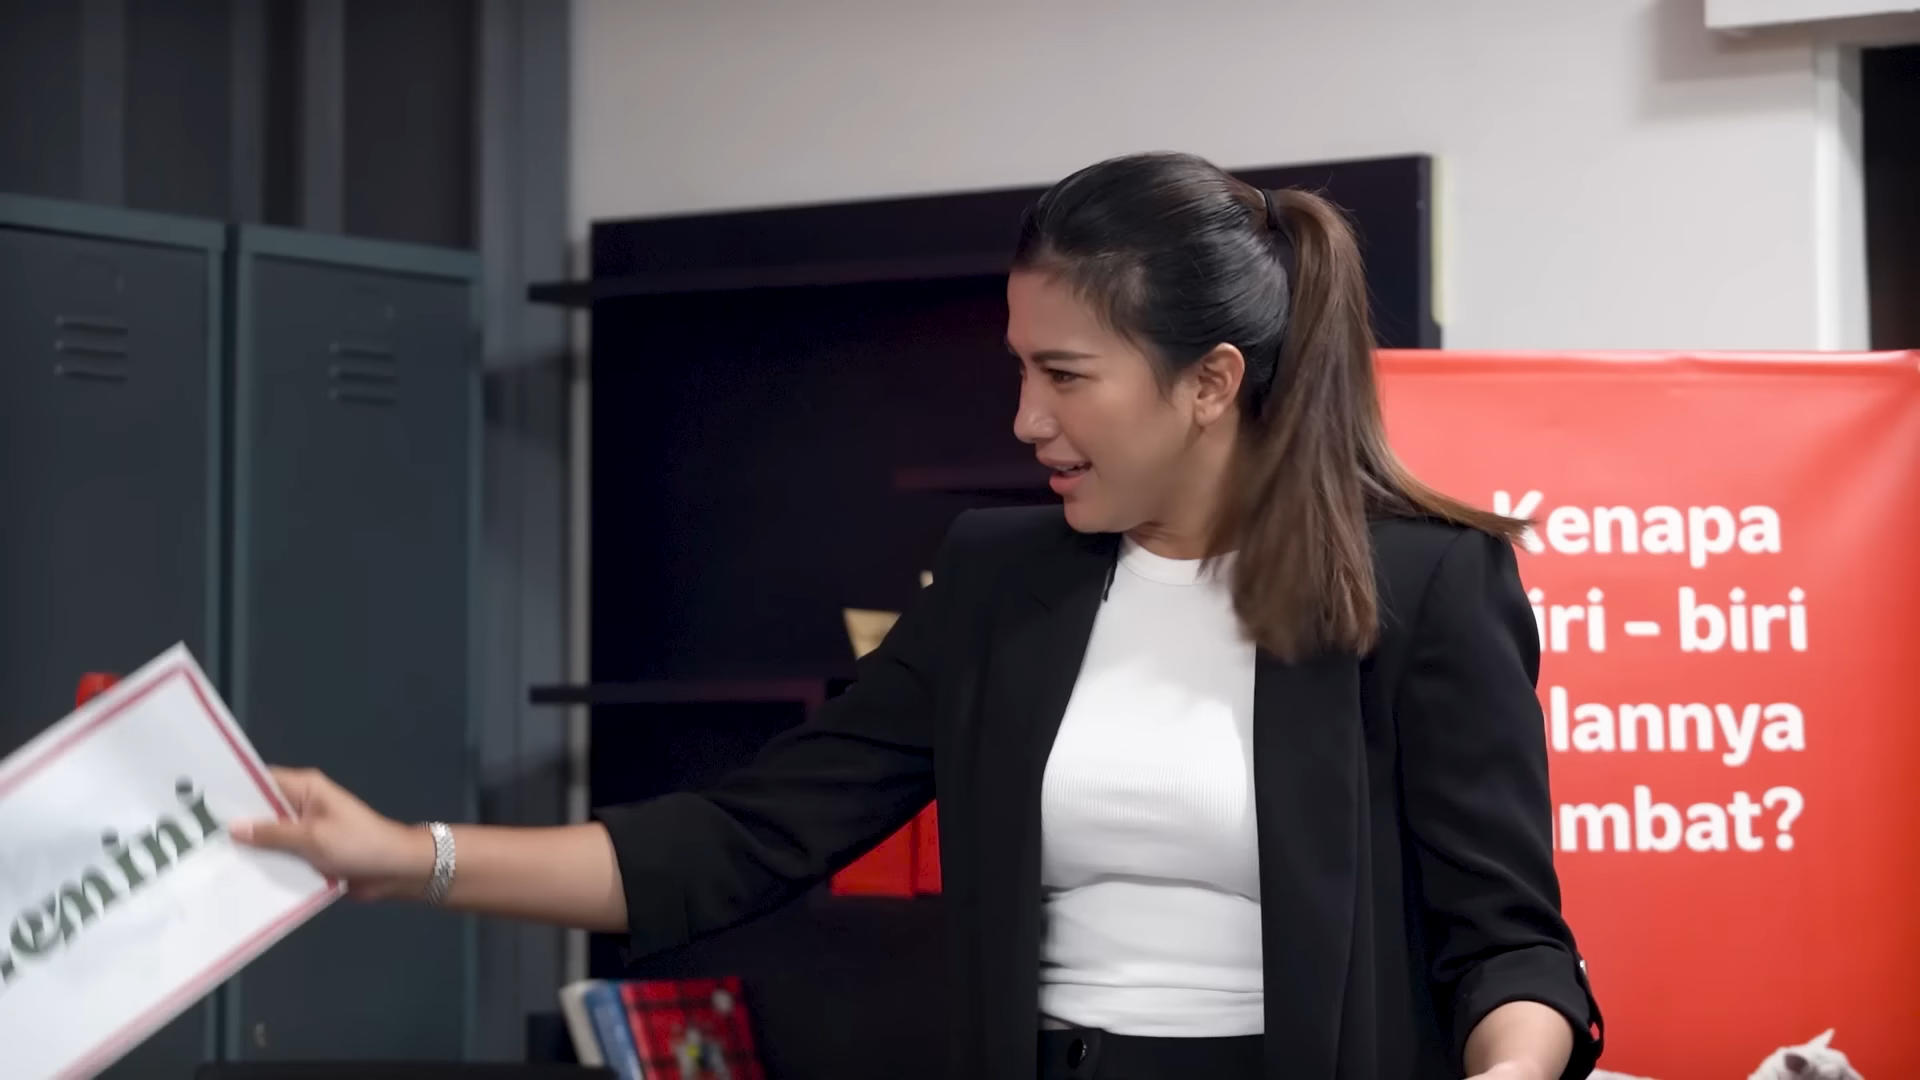 emini
Kenapa
iri - biri
lannya
mbat?